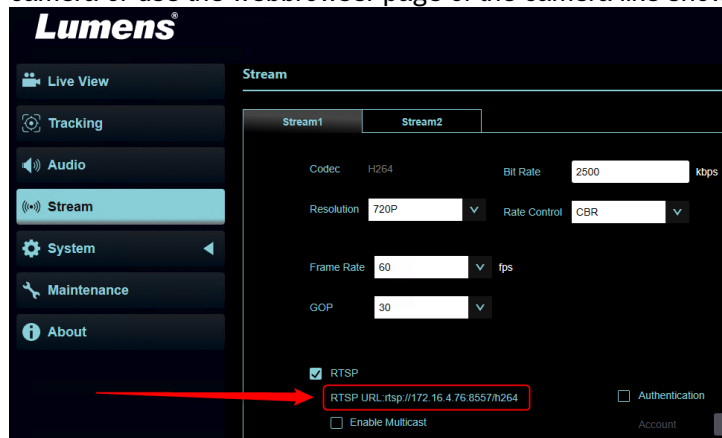 Lumens®
Live View
Tracking
Audio
Stream
System
Maintenance
About
Stream
Stream1 Stream2
Codec H264 Bit Rate 2500 kbps
Resolution 720P Rate Control CBR
Frame Rate 60 fps
GOP 30
RTSP
RTSP URL:rtsp://172.16.4.76:8557/h264 Authentication
Enable Multicast Account